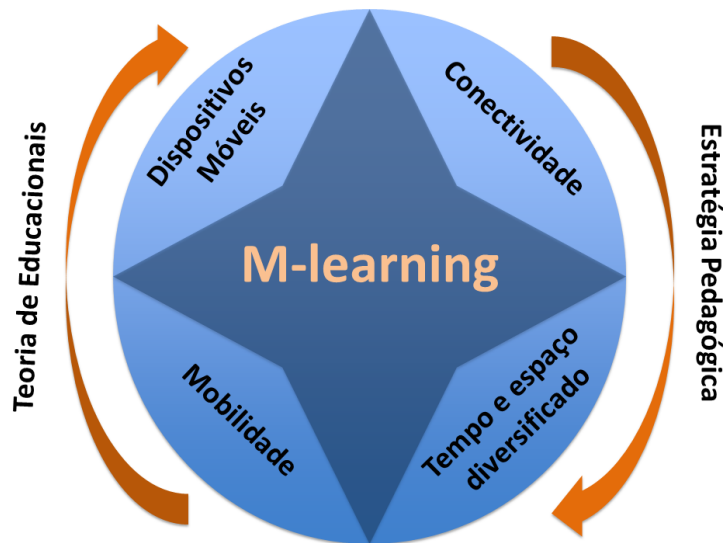 Dispositivos
Móveis
Conectividade
Teoria de Educacionais
M-learning
Estratégia Pedagógica
Mobilidade
Tempo e espaço
diversificado